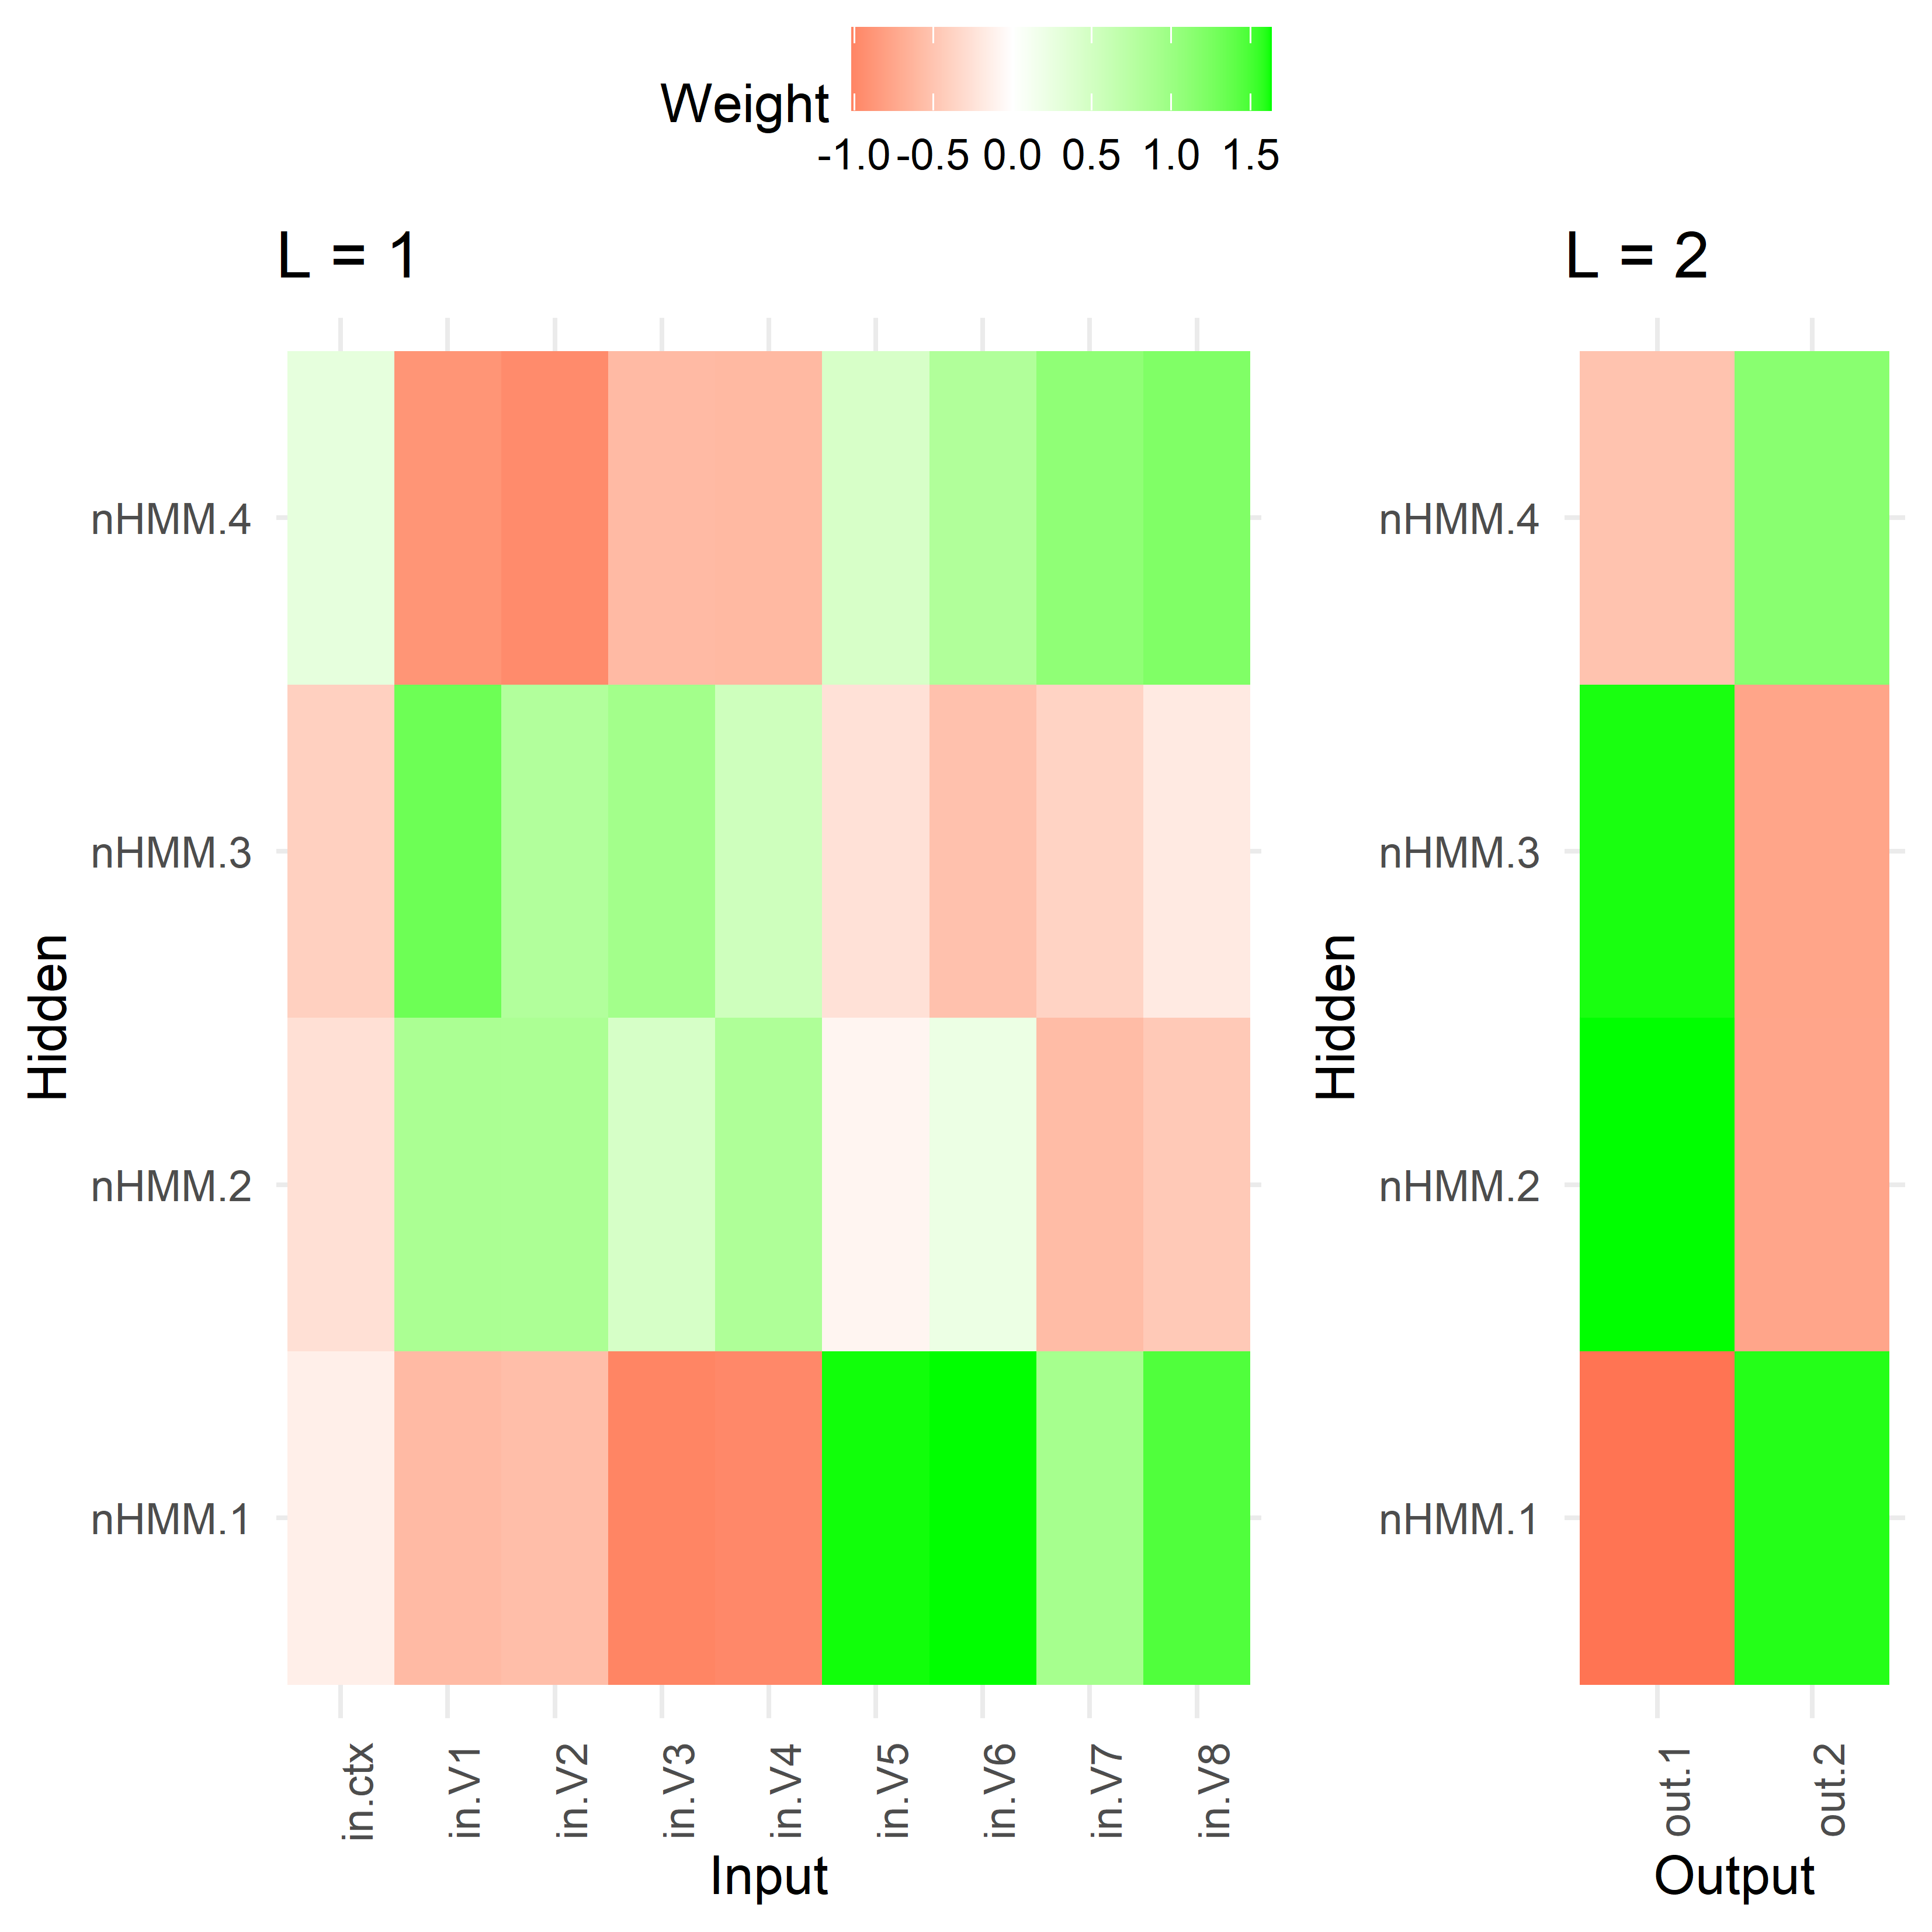 Weight
-1.0 -0.5 0.0 0.5 1.0 1.5
L = 1
nHMM.4
nHMM.3
nHMM.2
nHMM.1
Hidden
in.ctx
in.V1
in.V2
in.V3
in.V4
in.V5
in.V6
in.V7
in.V8
Input
L = 2
nHMM.4
nHMM.3
nHMM.2
nHMM.1
Hidden
out.1
out.2
Output